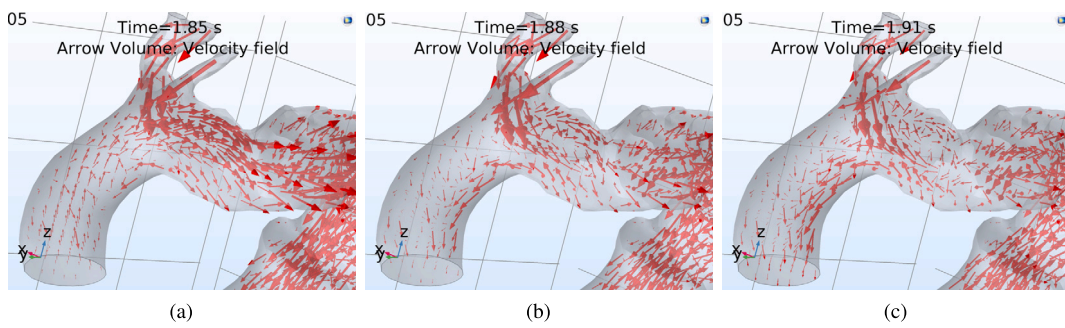 05
Time=1.85 s
Arrow Volume: Velocity field
z
x
y
(a)
05
Time=1.88 s
Arrow Volume: Velocity field
z
x
y
(b)
05
Time=1.91 s
Arrow Volume: Velocity field
z
x
y
(c)